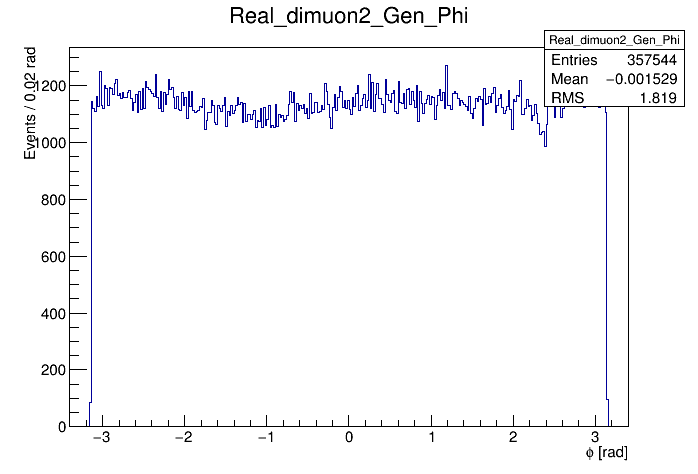 Real_dimuon2_Gen_Phi
Real_dimuon2_Gen_Phi
Entries 357544
Mean −0.001529
RMS 1.819
Events / 0.02 rad
1200
1000
800
600
400
200
0
−3 −2 −1 0 1 2 3
ϕ [rad]